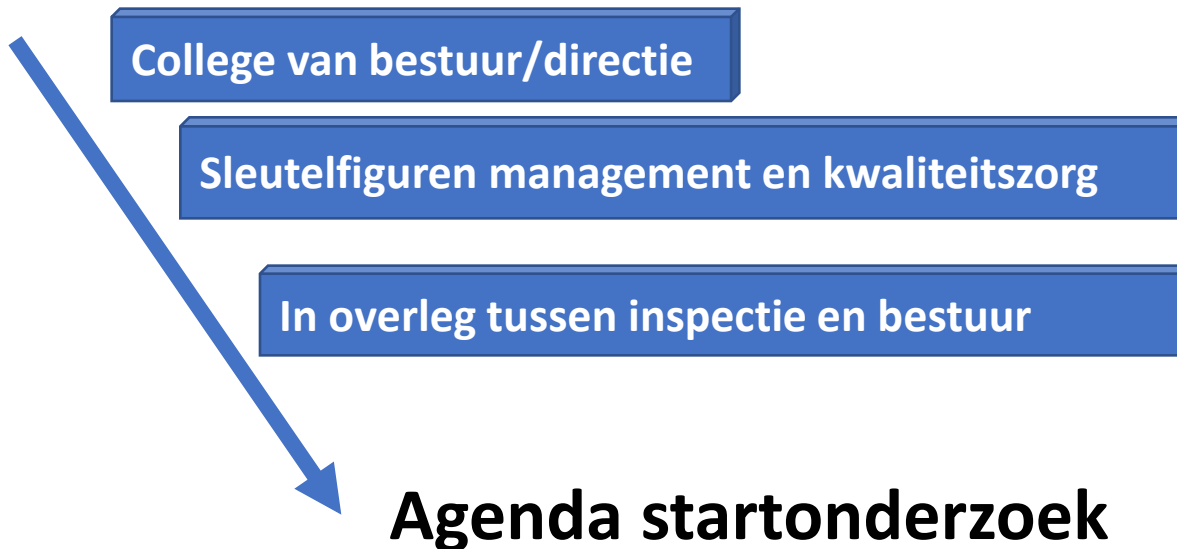 College van bestuur/directie
Sleutelfiguren management en kwaliteitszorg
In overleg tussen inspectie en bestuur
Agenda startonderzoek